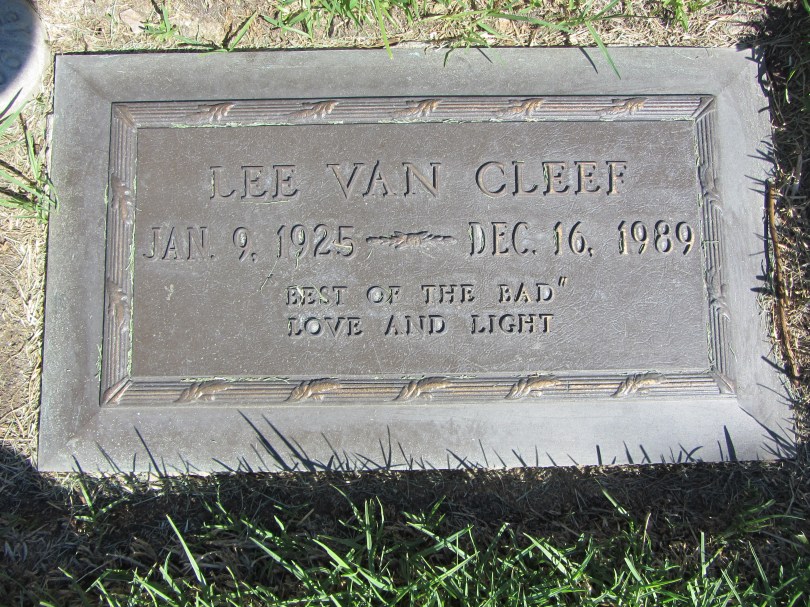 LEE VAN CLEEF
JAN. 9, 1925 DEC. 16, 1989
"BEST OF THE BAD"
LOVE AND LIGHT